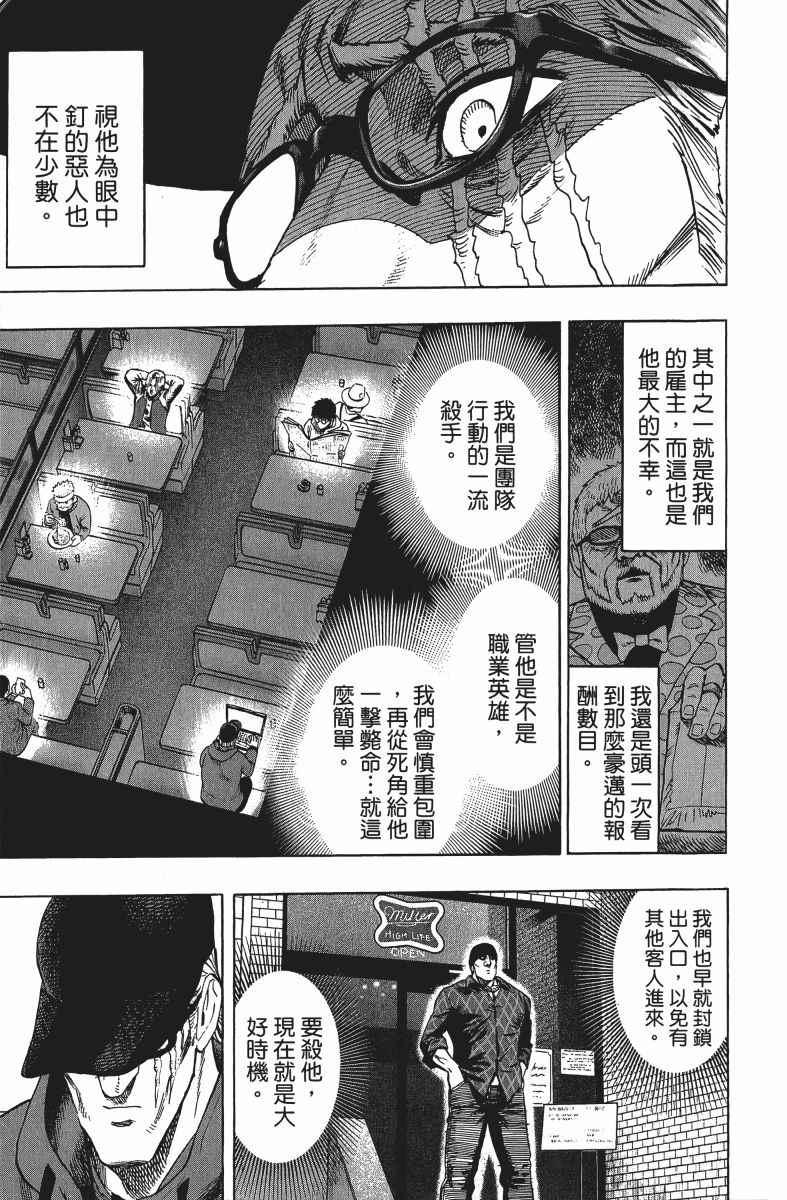 視他為眼中
釘的惡人也
不在少數。
其中之一就是我們
的雇主，而這也是
他最大的不幸。
我還是頭一次看
到那麼豪邁的報
酬數目。
我們是團隊
行動的一流
殺手。
管他是不是
職業英雄，
我們會慎重包圍
，再從死角給他
一擊斃命…就這
麼簡單。
我們也早就封鎖
出入口，以免有
其他客人進來。
Miller
HIGH LIFE
OPEN
要殺他，
現在就是大
好時機。